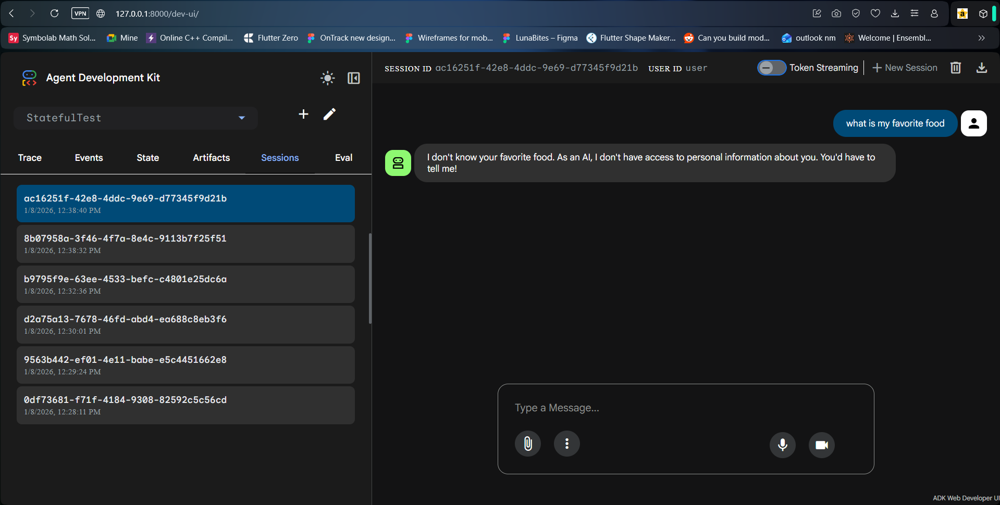 VPN 127.0.0.1:8000/dev-ui/ a
Sy Symbolab Math Sol... Mine Online C++ Compil... Flutter Zero OnTrack new design... Wireframes for mob... LunaBites – Figma Flutter Shape Maker... Can you build mod... outlook nm Welcome | Ensembl...
Agent Development Kit
StatefulTest
Trace Events State Artifacts Sessions Eval
ac16251f-42e8-4ddc-9e69-d77345f9d21b
1/8/2026, 12:38:40 PM
8b07958a-3f46-4f7a-8e4c-9113b7f25f51
1/8/2026, 12:38:32 PM
b9795f9e-63ee-4533-befc-c4801e25dc6a
1/8/2026, 12:32:36 PM
d2a75a13-7678-46fd-abd4-ea688c8eb3f6
1/8/2026, 12:30:01 PM
9563b442-ef01-4e11-babe-e5c4451662e8
1/8/2026, 12:29:24 PM
0df73681-f71f-4184-9308-82592c5c56cd
1/8/2026, 12:28:11 PM
SESSION ID ac16251f-42e8-4ddc-9e69-d77345f9d21b USER ID user Token Streaming New Session
what is my favorite food
I don't know your favorite food. As an AI, I don't have access to personal information about you. You'd have to
tell me!
Type a Message...
ADK Web Developer UI